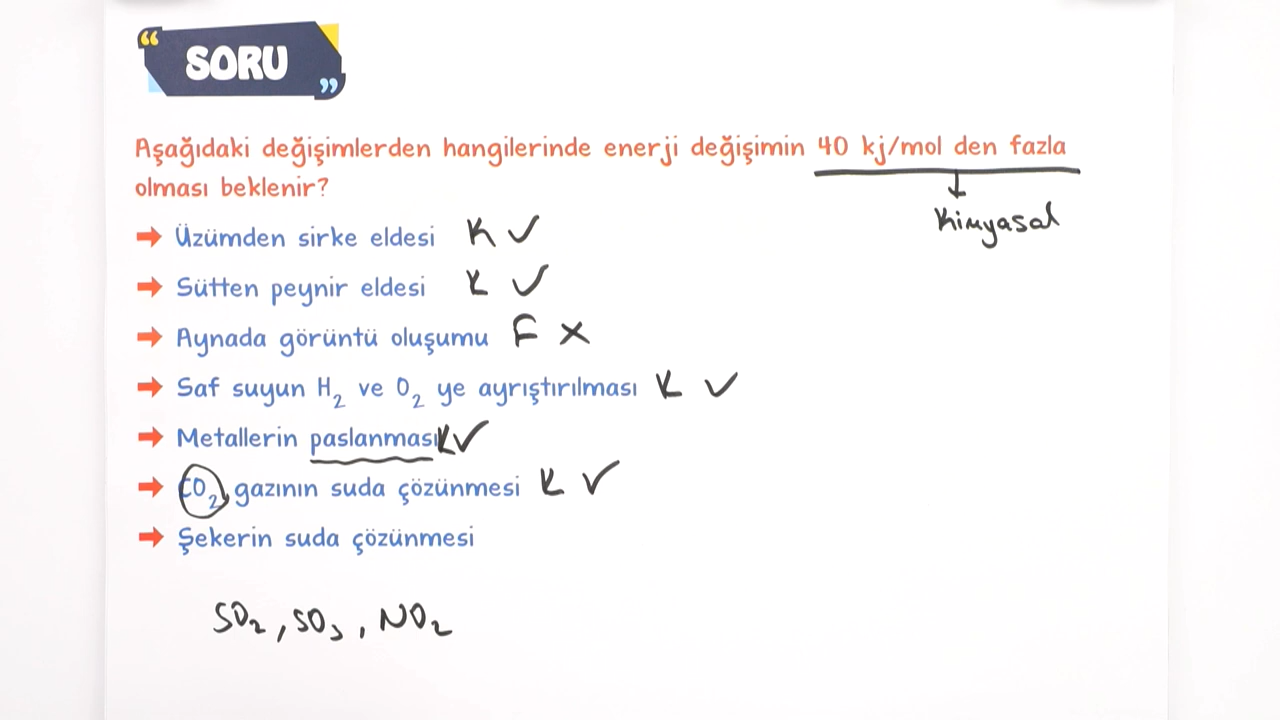 “ SORU ”
Aşağıdaki değişimlerden hangilerinde enerji değişimin 40 kj/mol den fazla
olması beklenir?
Kimyasal
➡ Üzümden sirke eldesi K ✓
➡ Sütten peynir eldesi K ✓
➡ Aynada görüntü oluşumu F X
➡ Saf suyun H₂ ve O₂ ye ayrıştırılması K ✓
➡ Metallerin paslanması K ✓
➡ CO₂ gazının suda çözünmesi K ✓
➡ Şekerin suda çözünmesi
SO₂, SO₃, NO₂